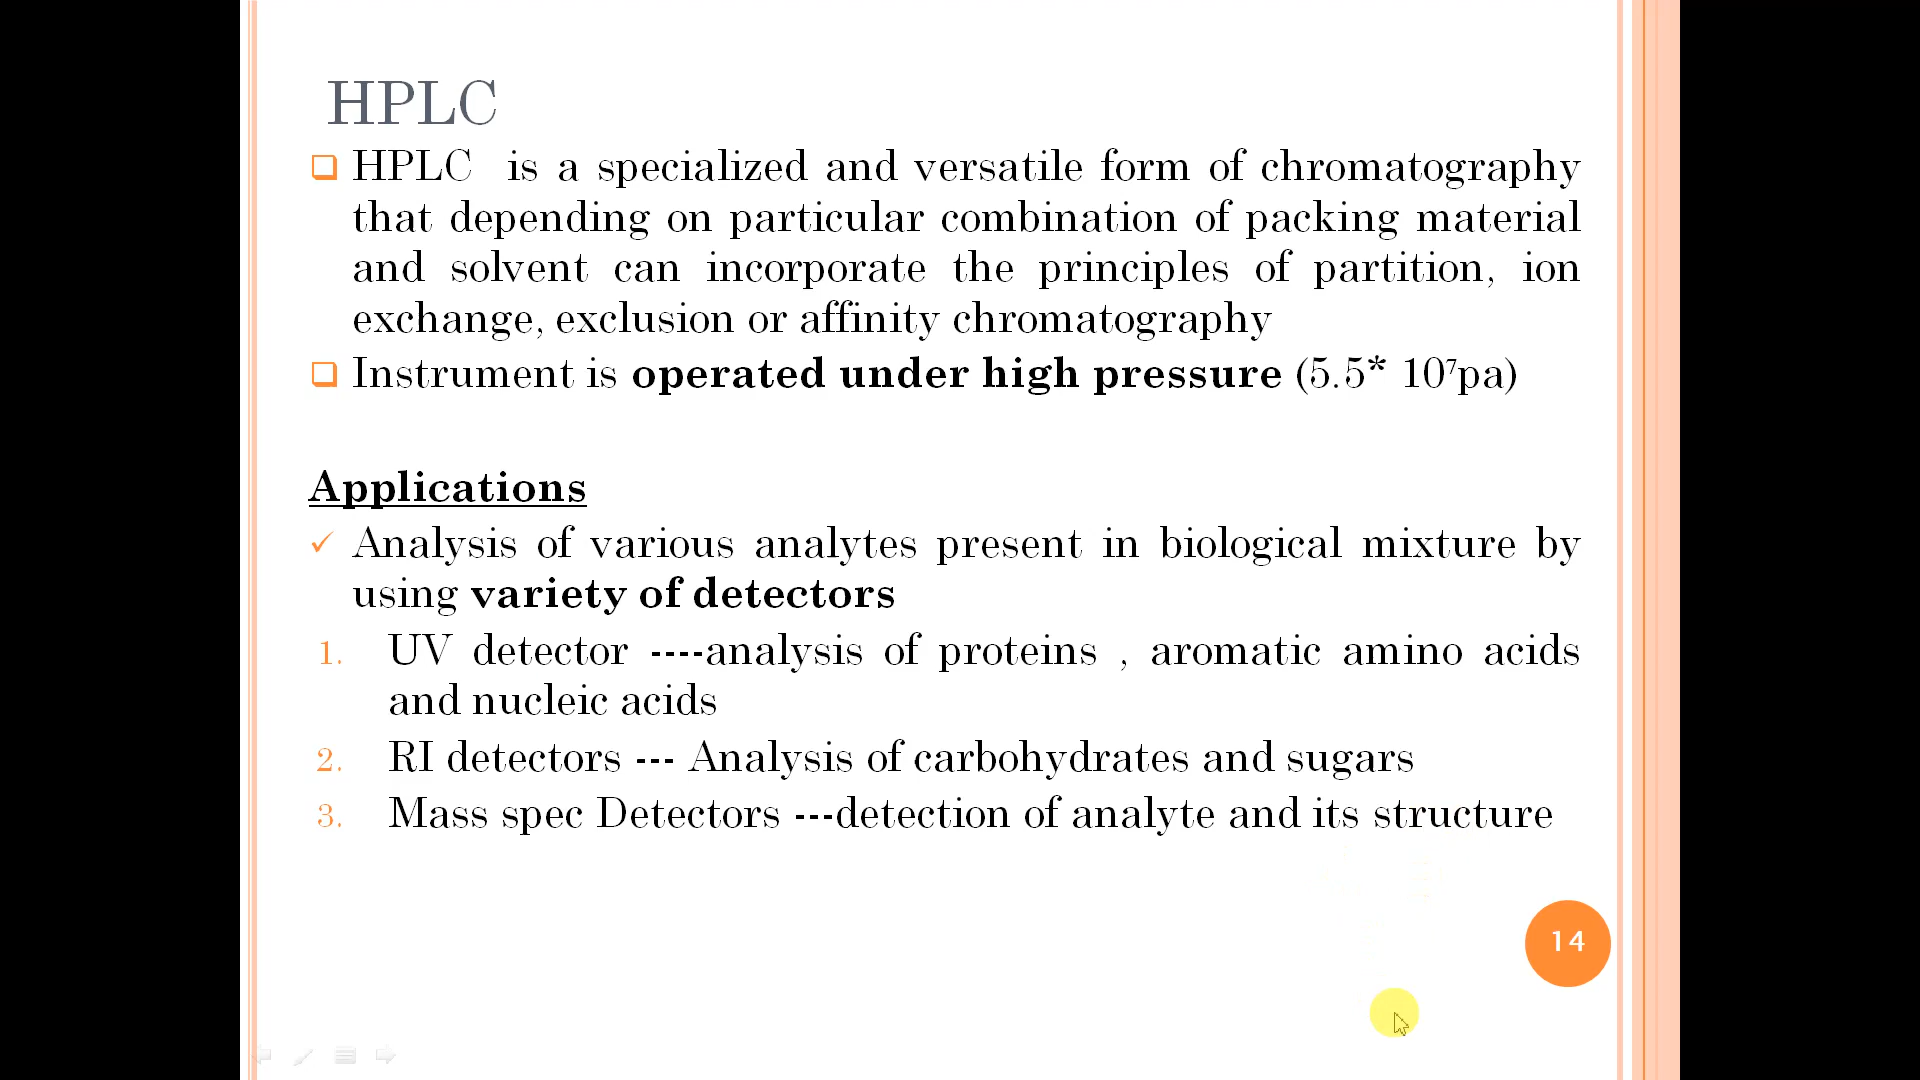 HPLC
HPLC is a specialized and versatile form of chromatography
that depending on particular combination of packing material
and solvent can incorporate the principles of partition, ion
exchange, exclusion or affinity chromatography
Instrument is operated under high pressure (5.5* 10⁷pa)
Applications
Analysis of various analytes present in biological mixture by
using variety of detectors
1. UV detector ----analysis of proteins , aromatic amino acids
and nucleic acids
2. RI detectors --- Analysis of carbohydrates and sugars
3. Mass spec Detectors ---detection of analyte and its structure
14